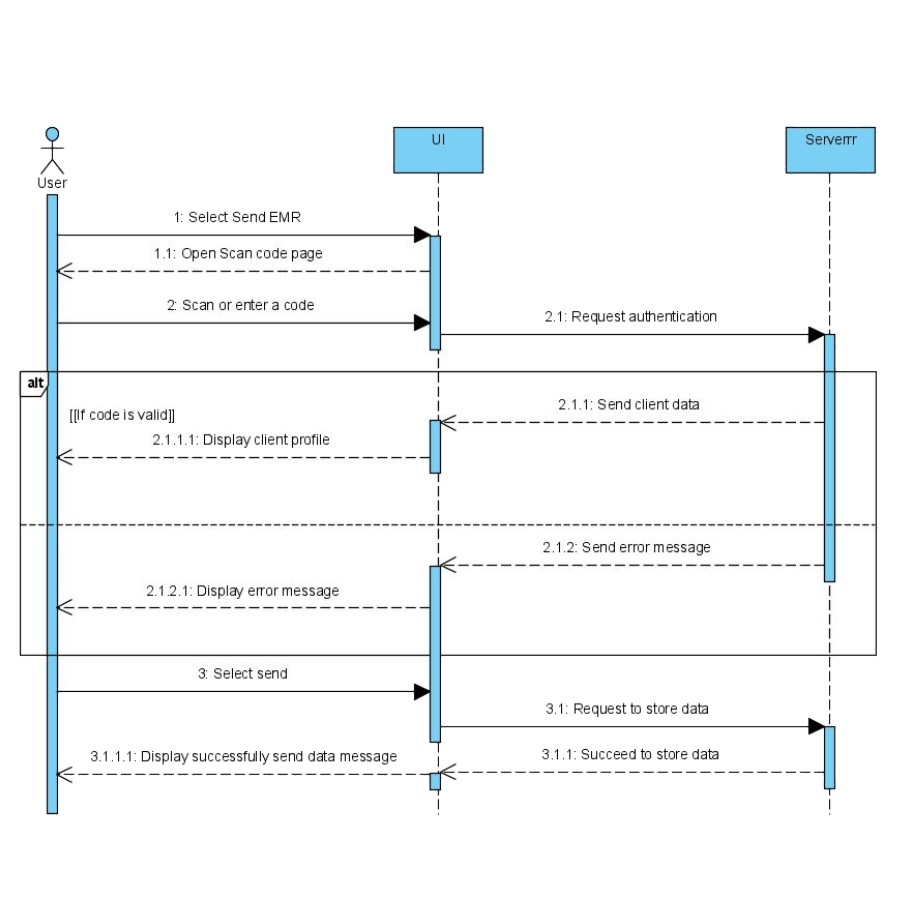 User
UI
Serverrr
1: Select Send EMR
1.1: Open Scan code page
2: Scan or enter a code
2.1: Request authentication
alt
[[If code is valid]]
2.1.1: Send client data
2.1.1.1: Display client profile
2.1.2: Send error message
2.1.2.1: Display error message
3: Select send
3.1: Request to store data
3.1.1: Succeed to store data
3.1.1.1: Display successfully send data message